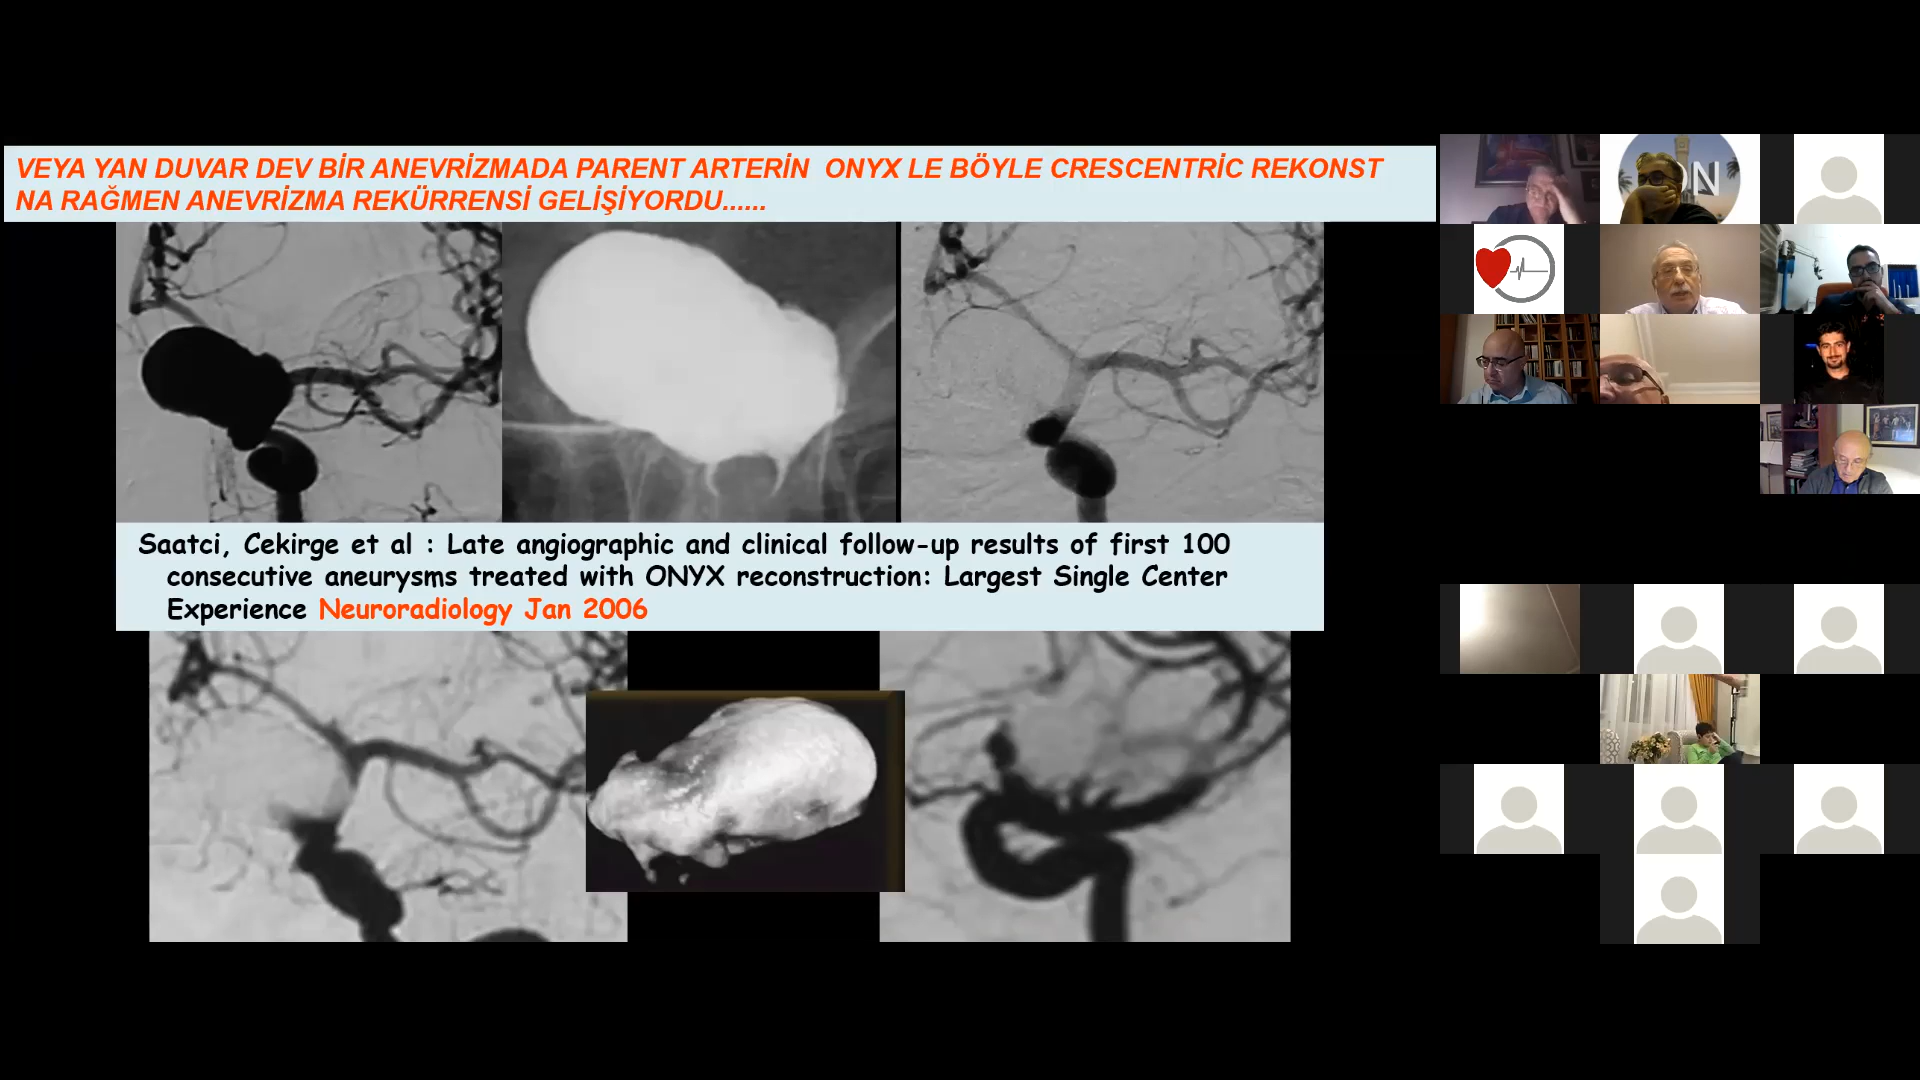 VEYA YAN DUVAR DEV BİR ANEVRİZMADA PARENT ARTERİN ONYX LE BÖYLE CRESCENTRİC REKONST
NA RAĞMEN ANEVRİZMA REKÜRRENSİ GELİŞİYORDU......
Saatci, Cekirge et al : Late angiographic and clinical follow-up results of first 100
consecutive aneurysms treated with ONYX reconstruction: Largest Single Center
Experience Neuroradiology Jan 2006